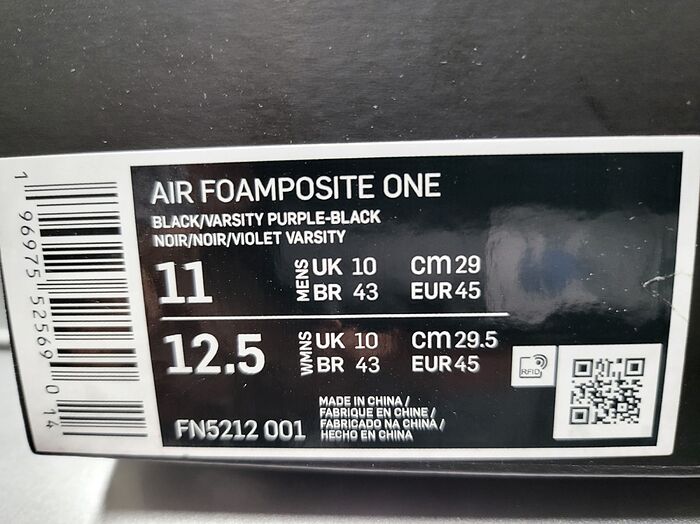 1 96975 52569 0 14
AIR FOAMPOSITE ONE
BLACK/VARSITY PURPLE-BLACK
NOIR/NOIR/VIOLET VARSITY
11 MENS UK 10 CM 29
BR 43 EUR 45
12.5 WMNS UK 10 CM 29.5
BR 43 EUR 45
RFID
FN5212 001
MADE IN CHINA /
FABRIQUE EN CHINE /
FABRICADO NA CHINA /
HECHO EN CHINA